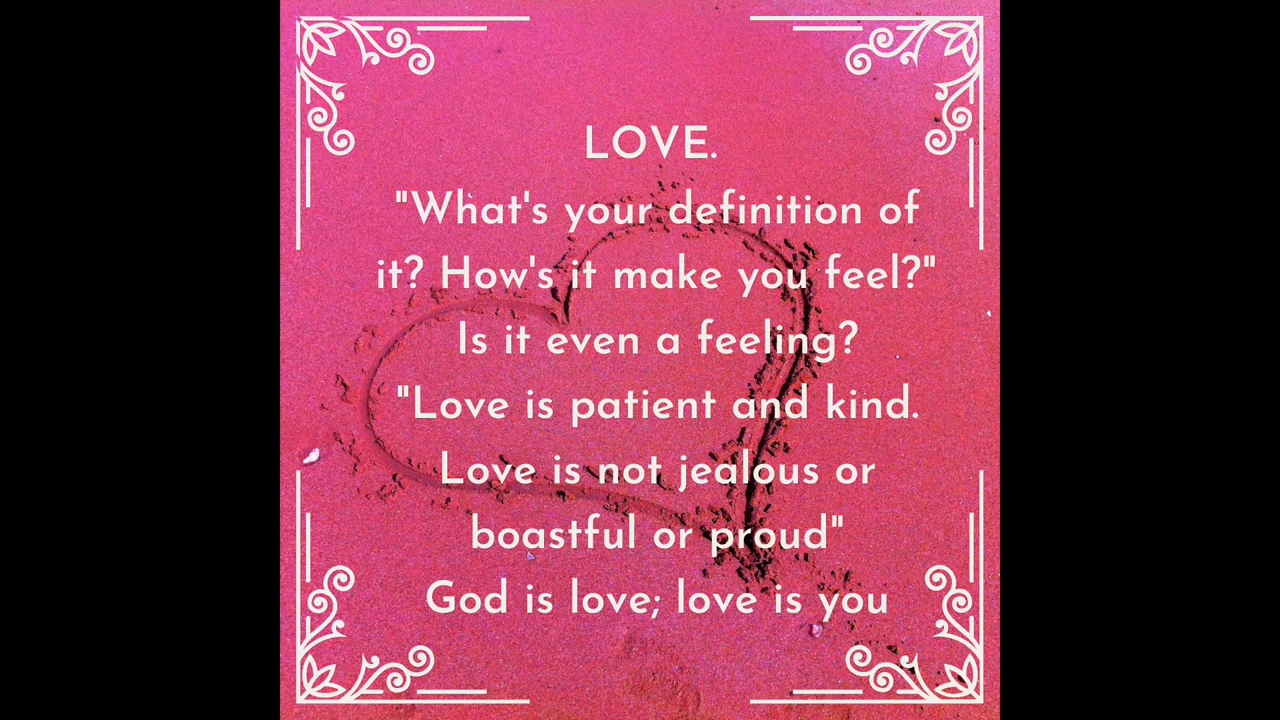 LOVE.
"What's your definition of
it? How's it make you feel?"
Is it even a feeling?
"Love is patient and kind.
Love is not jealous or
boastful or proud"
God is love; love is you